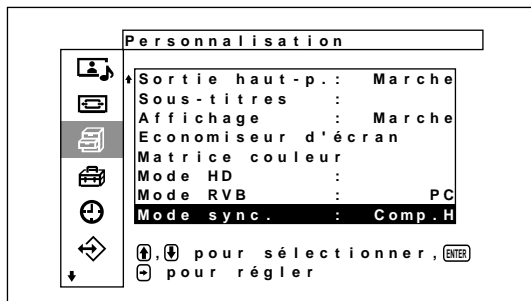 Personnalisation
Sortie haut-p.: Marche
Sous-titres :
Affichage : Marche
Economiseur d'écran
Matrice couleur
Mode HD :
Mode RVB : PC
Mode sync. : Comp.H
, pour sélectionner, ENTER
pour régler